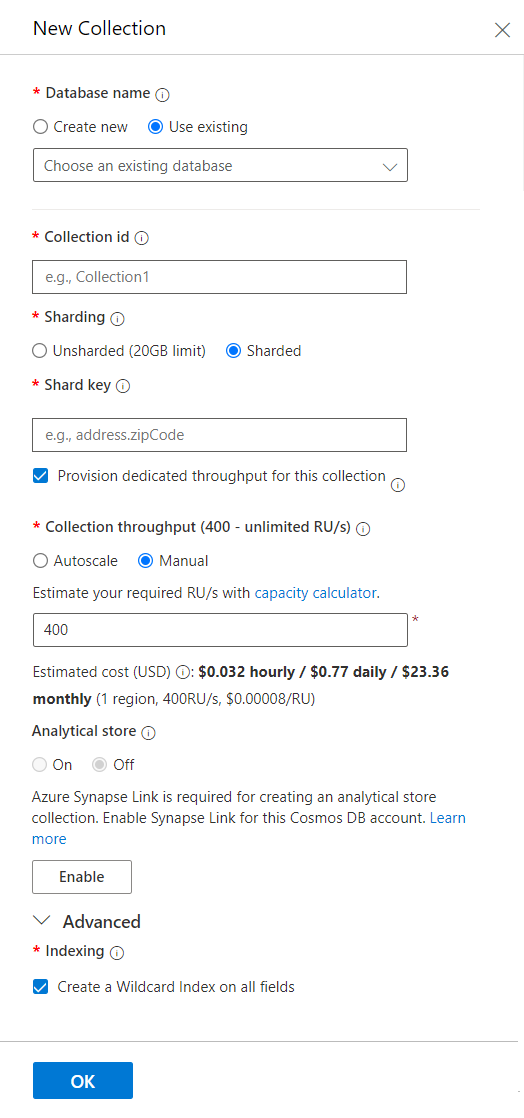 New Collection
* Database name
Create new Use existing
Choose an existing database
* Collection id
e.g., Collection1
* Sharding
Unsharded (20GB limit) Sharded
* Shard key
e.g., address.zipCode
Provision dedicated throughput for this collection
* Collection throughput (400 - unlimited RU/s)
Autoscale Manual
Estimate your required RU/s with capacity calculator.
400 *
Estimated cost (USD) : $0.032 hourly / $0.77 daily / $23.36
monthly (1 region, 400RU/s, $0.00008/RU)
Analytical store
On Off
Azure Synapse Link is required for creating an analytical store
collection. Enable Synapse Link for this Cosmos DB account. Learn
more
Enable
Advanced
* Indexing
Create a Wildcard Index on all fields
OK